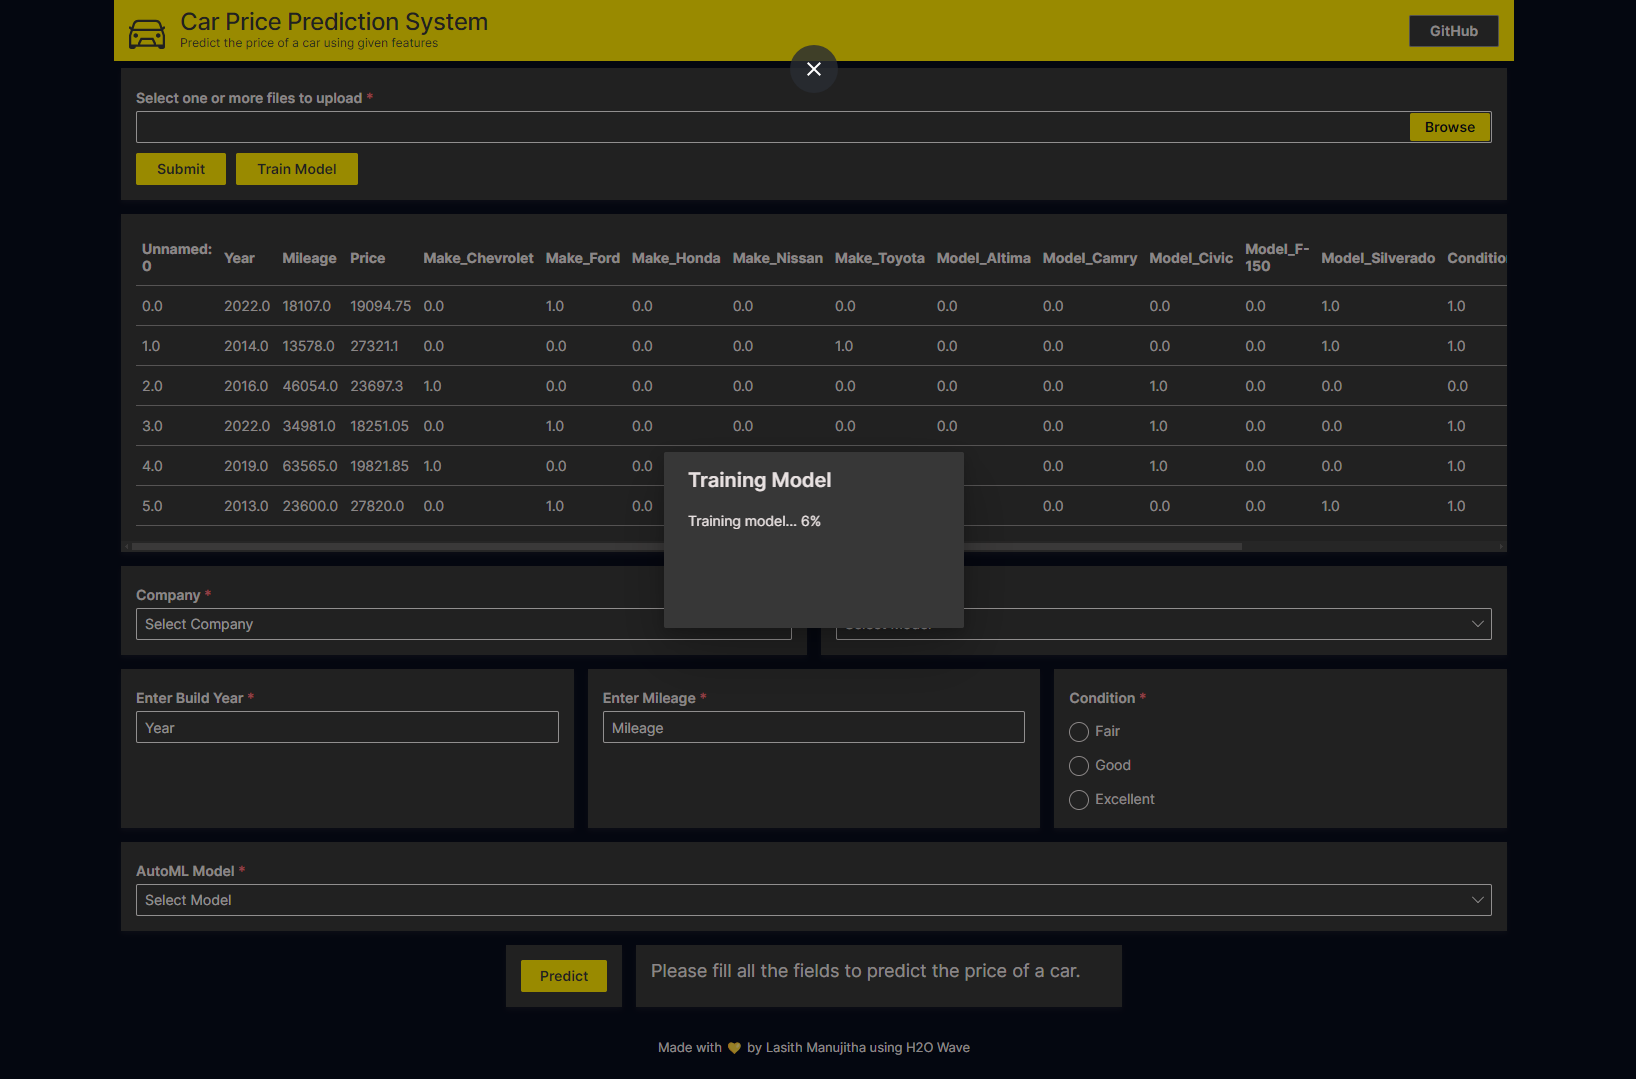 Car Price Prediction System
Predict the price of a car using given features
GitHub
Select one or more files to upload *
Browse
Submit Train Model
Unnamed: 0 Year Mileage Price Make_Chevrolet Make_Ford Make_Honda Make_Nissan Make_Toyota Model_Altima Model_Camry Model_Civic Model_F-150 Model_Silverado Conditio
0.0 2022.0 18107.0 19094.75 0.0 1.0 0.0 0.0 0.0 0.0 0.0 0.0 0.0 1.0 1.0
1.0 2014.0 13578.0 27321.1 0.0 0.0 0.0 0.0 1.0 0.0 0.0 0.0 0.0 1.0 1.0
2.0 2016.0 46054.0 23697.3 1.0 0.0 0.0 0.0 0.0 0.0 0.0 1.0 0.0 0.0 0.0
3.0 2022.0 34981.0 18251.05 0.0 1.0 0.0 0.0 0.0 0.0 0.0 1.0 0.0 0.0 1.0
4.0 2019.0 63565.0 19821.85 1.0 0.0 0.0 0.0 1.0 0.0 0.0 1.0
5.0 2013.0 23600.0 27820.0 0.0 1.0 0.0 0.0 0.0 0.0 1.0 1.0
Training Model
Training model... 6%
Company *
Select Company
Enter Build Year *
Year
Enter Mileage *
Mileage
Condition *
Fair
Good
Excellent
AutoML Model *
Select Model
Predict
Please fill all the fields to predict the price of a car.
Made with 💛 by Lasith Manujitha using H2O Wave